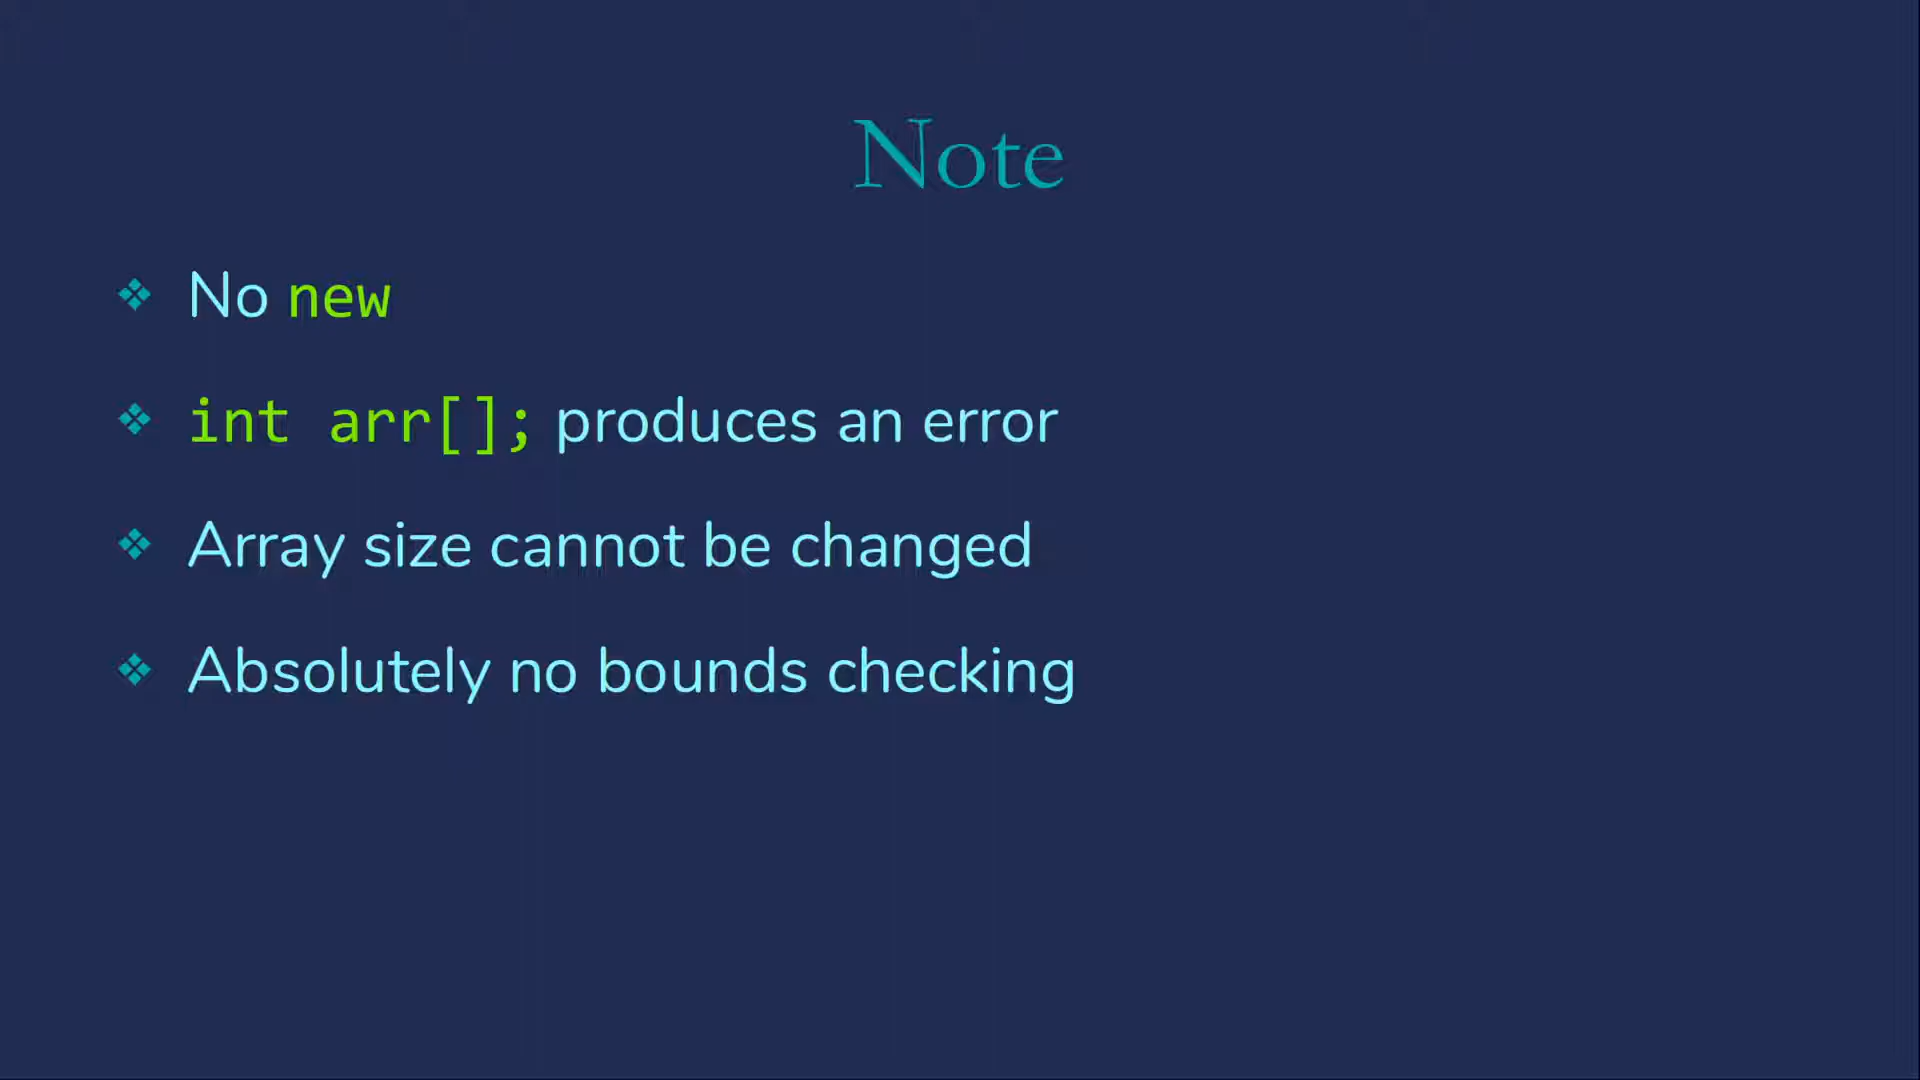 Note
❖ No new
❖ int arr[]; produces an error
❖ Array size cannot be changed
❖ Absolutely no bounds checking